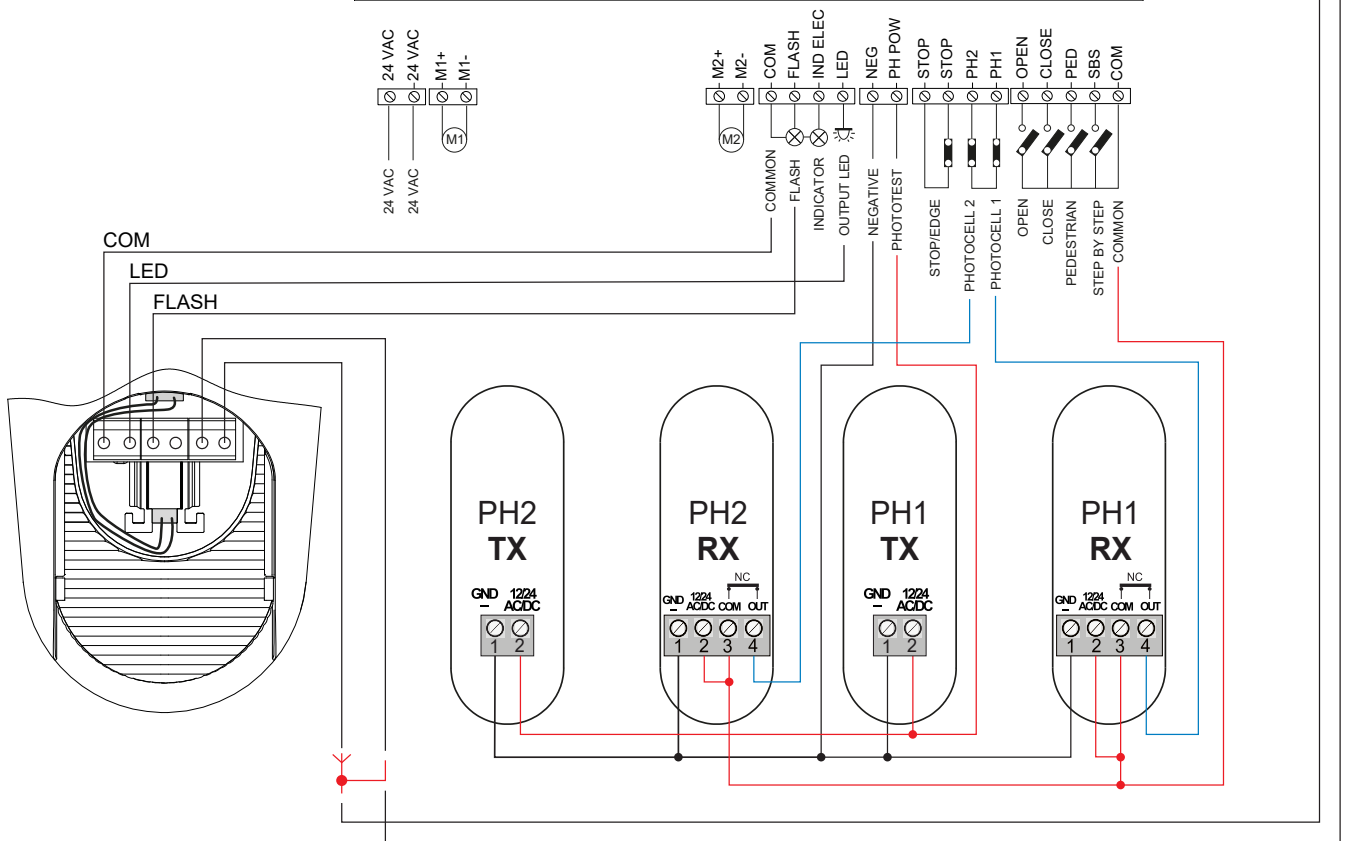 24 VAC
24 VAC
M1+
M1-
M2+
M2-
COM
FLASH
IND ELEC
LED
NEG
PH POW
STOP
STOP
PH2
PH1
OPEN
CLOSE
PED
SBS
COM
M1
M2
24 VAC
24 VAC
COMMON
FLASH
INDICATOR
OUTPUT LED
NEGATIVE
PHOTOTEST
STOP/EDGE
PHOTOCELL 2
PHOTOCELL 1
OPEN
CLOSE
PEDESTRIAN
STEP BY STEP
COMMON
COM
LED
FLASH
PH2
TX
GND
–
12/24
AC/DC
1 2
PH2
RX
NC
GND
–
12/24
AC/DC
COM OUT
1 2 3 4
PH1
TX
GND
–
12/24
AC/DC
1 2
PH1
RX
NC
GND
–
12/24
AC/DC
COM OUT
1 2 3 4